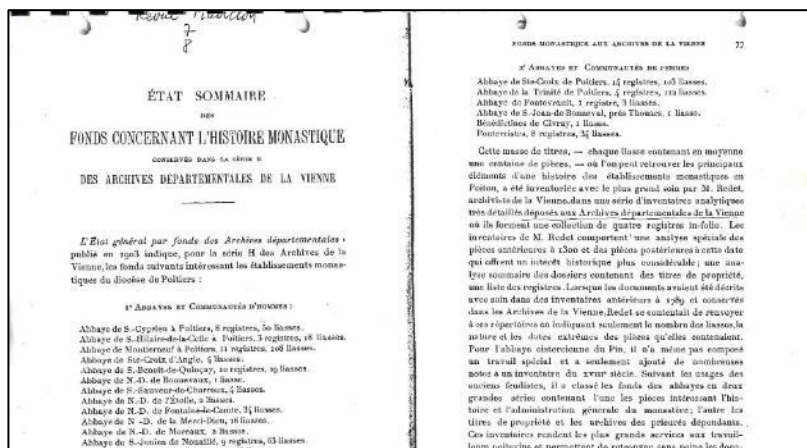 Revue Mabillon
7
8
ÉTAT SOMMAIRE
DES
FONDS CONCERNANT L'HISTOIRE MONASTIQUE
CONSERVÉS DANS LA SÉRIE H
DES ARCHIVES DÉPARTEMENTALES DE LA VIENNE
L'État général par fonds des Archives départementales
publié en 1903 indique, pour la série H des Archives de la
Vienne, les fonds suivants intéressant les établissements monas-
tiques du diocèse de Poitiers :
1° ABBAYES ET COMMUNAUTÉS D'HOMMES :
Abbaye de S.-Cyprien à Poitiers, 8 registres, 50 liasses.
Abbaye de S.-Hilaire-de-la-Celle à Poitiers, 3 registres, 18 liasses.
Abbaye de Montierneuf à Poitiers, 11 registres, 108 liasses.
Abbaye de Ste-Croix d'Angle, 4 liasses.
Abbaye de S.-Benoît-de-Quinçay, 10 registres, 19 liasses.
Abbaye de N.-D. de Bonnevaux, 1 liasse.
Abbaye de S.-Sauveur-de-Charroux, 4 liasses.
Abbaye de N.-D. de l'Étoile, 2 liasses.
Abbaye de N.-D. de Fontaine-le-Comte, 34 liasses.
Abbaye de N.-D. de la Merci-Dieu, 16 liasses.
Abbaye de N.-D. de Moreaux, 2 liasses.
Abbaye de S.-Junien de Nouaillé, 9 registres, 63 liasses.
FONDS MONASTIQUE AUX ARCHIVES DE LA VIENNE 77
2° ABBAYES ET COMMUNAUTÉS DE FEMMES
Abbaye de Ste-Croix de Poitiers, 14 registres, 103 liasses.
Abbaye de la Trinité de Poitiers, 4 registres, 112 liasses.
Abbaye de Fontevrault, 1 registre, 3 liasses.
Abbaye de S.-Jean-de-Bonneval, près Thouars, 1 liasse.
Bénédictines de Civray, 1 liasse.
Fontevristes, 8 registres, 34 liasses.
Cette masse de titres, — chaque liasse contenant en moyenne
une centaine de pièces, — où l'on peut retrouver les principaux
éléments d'une histoire des établissements monastiques en
Poitou, a été inventoriée avec le plus grand soin par M. Redet,
archiviste de la Vienne, dans une série d'inventaires analytiques
très détaillés déposés aux Archives départementales de la Vienne
où ils forment une collection de quatre registres in-folio. Les
inventaires de M. Redet comportent une analyse spéciale des
pièces antérieures à 1300 et des pièces postérieures à cette date
qui offrent un intérêt historique plus considérable ; une ana-
lyse sommaire des dossiers contenant des titres de propriété,
une liste des registres. Lorsque les documents avaient été décrits
avec soin dans des inventaires antérieurs à 1789 et conservés
dans les Archives de la Vienne, Redet se contentait de renvoyer
à ces répertoires en indiquant seulement le nombre des liasses, la
nature et les dates extrêmes des pièces qu'elles contenaient.
Pour l'abbaye cistercienne du Pin, il n'a même pas composé
un travail spécial et a seulement ajouté de nombreuses
notes à un inventaire du XVIIIe siècle. Suivant les usages des
anciens feudistes, il a classé les fonds des abbayes en deux
grandes séries contenant l'une les pièces intéressant l'his-
toire et l'administration générale du monastère ; l'autre les
titres de propriété et les archives des prieurés dépendants.
Ces inventaires rendent les plus grands services aux travail-
leurs poitevins et permettent de retrouver sans peine les docu-